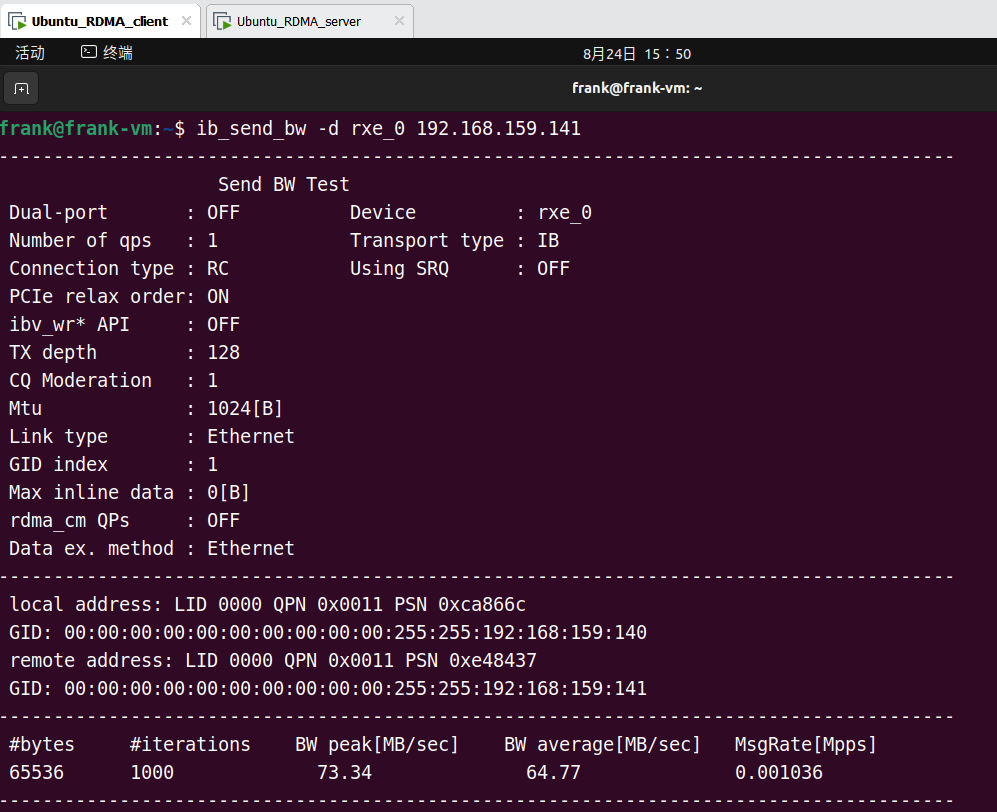 Ubuntu_RDMA_client × Ubuntu_RDMA_server ×
活动 终端 8月24日 15：50
frank@frank-vm: ~
frank@frank-vm:~$ ib_send_bw -d rxe_0 192.168.159.141
---------------------------------------------------------------------------------------
Send BW Test
Dual-port : OFF Device : rxe_0
Number of qps : 1 Transport type : IB
Connection type : RC Using SRQ : OFF
PCIe relax order: ON
ibv_wr* API : OFF
TX depth : 128
CQ Moderation : 1
Mtu : 1024[B]
Link type : Ethernet
GID index : 1
Max inline data : 0[B]
rdma_cm QPs : OFF
Data ex. method : Ethernet
---------------------------------------------------------------------------------------
local address: LID 0000 QPN 0x0011 PSN 0xca866c
GID: 00:00:00:00:00:00:00:00:00:00:255:255:192:168:159:140
remote address: LID 0000 QPN 0x0011 PSN 0xe48437
GID: 00:00:00:00:00:00:00:00:00:00:255:255:192:168:159:141
---------------------------------------------------------------------------------------
#bytes #iterations BW peak[MB/sec] BW average[MB/sec] MsgRate[Mpps]
65536 1000 73.34 64.77 0.001036
---------------------------------------------------------------------------------------